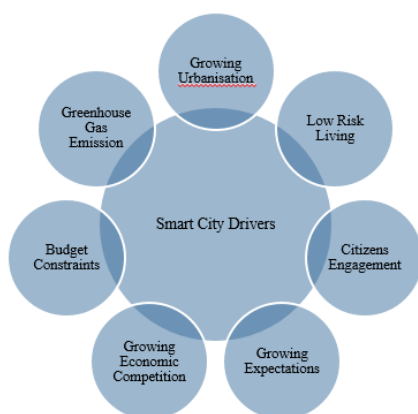 Growing
Urbanisation
Low Risk
Living
Citizens
Engagement
Growing
Expectations
Growing
Economic
Competition
Budget
Constraints
Greenhouse
Gas
Emission
Smart City Drivers